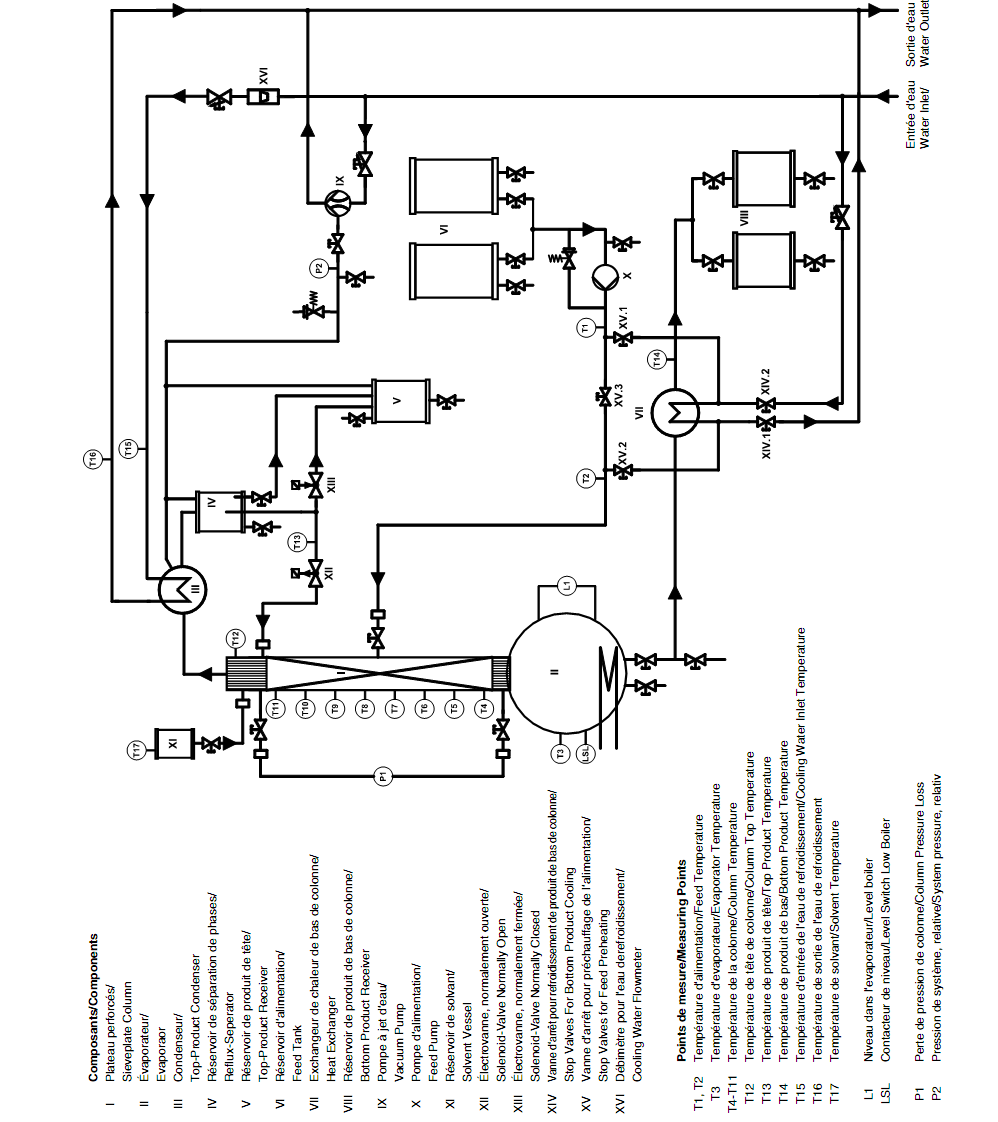 Sortie d'eau
Water Outlet
XVI
Entrée d'eau
Water Inlet/
IX
P2
VI
VIII
X
T1
XV.1
T14
VII
XIV.2
XIV.1
XV.3
XV.2
T2
V
T16
T15
IV
XIII
T13
XII
III
T12
L1
I
II
T11
T10
T9
T8
T7
T6
T5
T4
T17
XI
P1
T3
LSL
Composants/Components
I Plateau perforcés/
Sieveplate Column
II Évaporateur/
Evaporaor
III Condenseur/
Top-Product Condenser
IV Réservoir de séparation de phases/
Reflux-Seperator
V Réservoir de produit de tête/
Top-Product Receiver
VI Réservoir d'alimentation/
Feed Tank
VII Exchangeur de chaleur de bas de colonne/
Heat Exchanger
VIII Réservoir de produit de bas de colonne/
Bottom Product Receiver
IX Pompe à jet d'eau/
Vacuum Pump
X Pompe d'alimentation/
Feed Pump
XI Réservoir de solvant/
Solvent Vessel
XII Électrovanne, normalement ouverte/
Solenoid-Valve Normally Open
XIII Électrovanne, normalement fermée/
Solenoid-Valve Normally Closed
XIV Vame d'arrêt pour refroidissement de produit de bas de colonne/
Stop Valves For Bottom Product Cooling
XV Vame d'arrêt pour préchauffage de l'alimentation/
Stop Valves for Feed Preheating
XVI Débimètre pour l'eau derefroidissement/
Cooling Water Flowmeter
Points de mesure/Measuring Points
T1, T2 Température d'alimentation/Feed Temperature
T3 Température d'evaporateur/Evaporator Temperature
T4-T11 Température de la colonne/Column Temperature
T12 Température de tête de colonne/Column Top Temperature
T13 Température de produit de tête/Top Product Temperature
T14 Température de produit de bas/Bottom Product Temperature
T15 Température d'entrée de l'eau de refroidissement/Cooling Water Inlet Temperature
T16 Température de sortie de l'eau de refroidissement
T17 Température de solvant/Solvent Temperature
L1 Niveau dans l'evaporateur/Level boiler
LSL Contacteur de niveau/Level Switch Low Boiler
P1 Perte de pression de colonne/Column Pressure Loss
P2 Pression de système, relative/System pressure, relativ